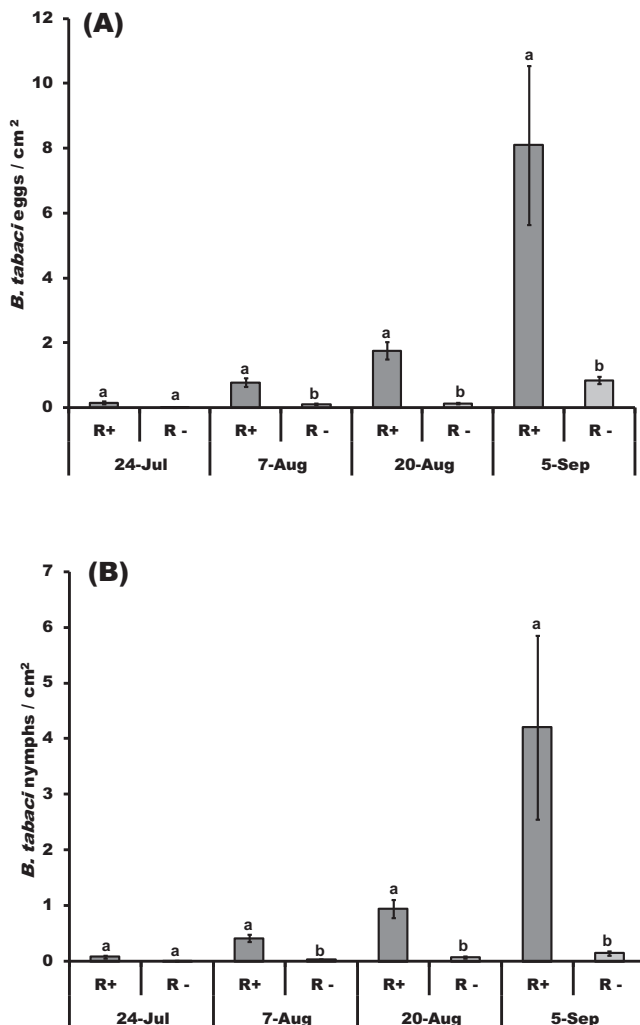 (A)
12
10
8
6
4
2
0
B. tabaci eggs / cm²
a
a
a
b
a
b
a
b
R+ R - R+ R - R+ R - R+ R -
24-Jul 7-Aug 20-Aug 5-Sep
(B)
7
6
5
4
3
2
1
0
B. tabaci nymphs / cm²
a
a
a
b
a
b
a
b
R+ R - R+ R - R+ R - R+ R -
24-Jul 7-Aug 20-Aug 5-Sep